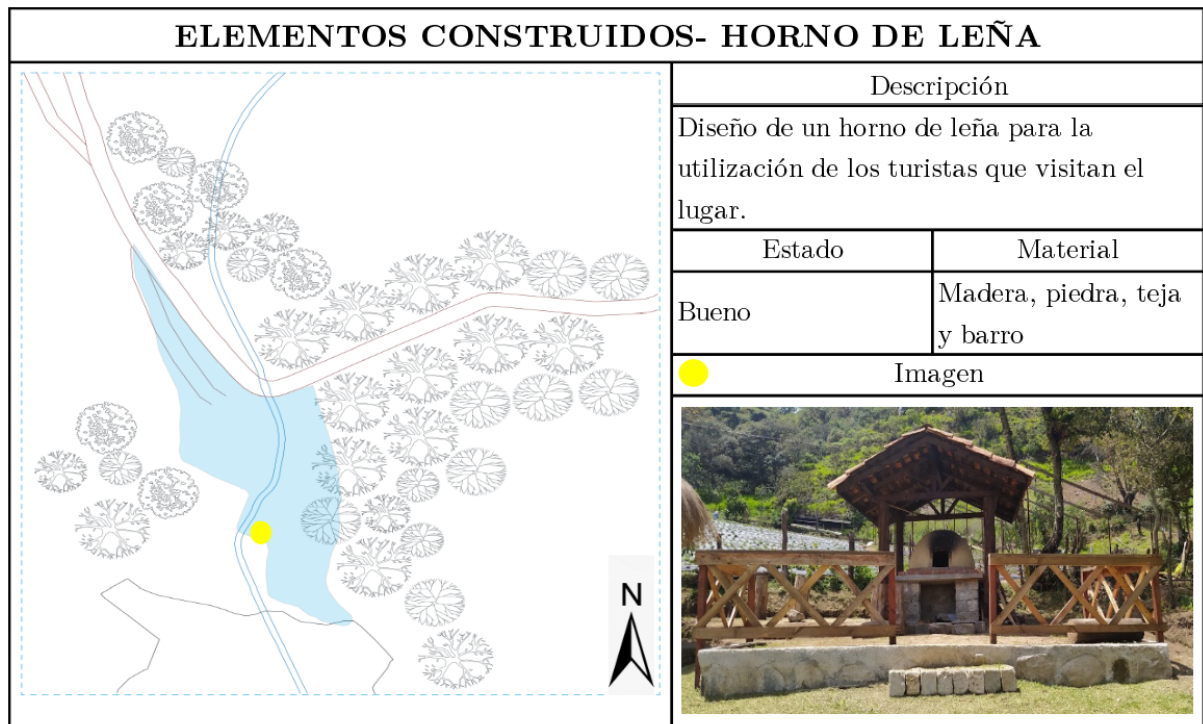 ELEMENTOS CONSTRUIDOS- HORNO DE LEÑA
Descripción
Diseño de un horno de leña para la
utilización de los turistas que visitan el
lugar.
Estado
Material
Bueno
Madera, piedra, teja
y barro
Imagen
N